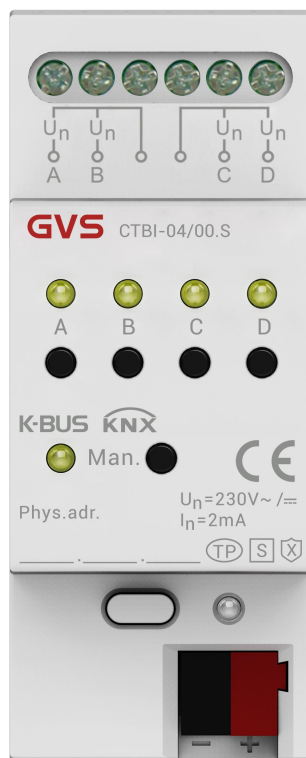 Un Un Un Un
A B C D
GVS CTBI-04/00.S
A B C D
K-BUS KNX
Man.
CE
Un=230V~/⎓
Phys.adr.
In=2mA
TP S X
− +